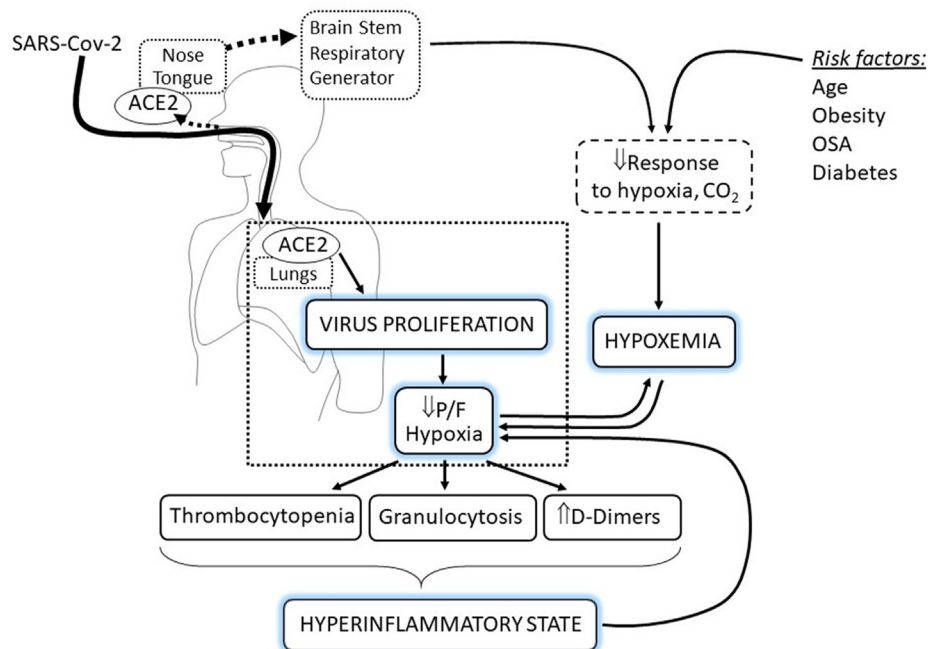 SARS-Cov-2
Nose
Tongue
ACE2
Brain Stem
Respiratory
Generator
Risk factors:
Age
Obesity
OSA
Diabetes
⇓Response
to hypoxia, CO₂
ACE2
Lungs
VIRUS PROLIFERATION
HYPOXEMIA
⇓P/F
Hypoxia
Thrombocytopenia
Granulocytosis
⇑D-Dimers
HYPERINFLAMMATORY STATE